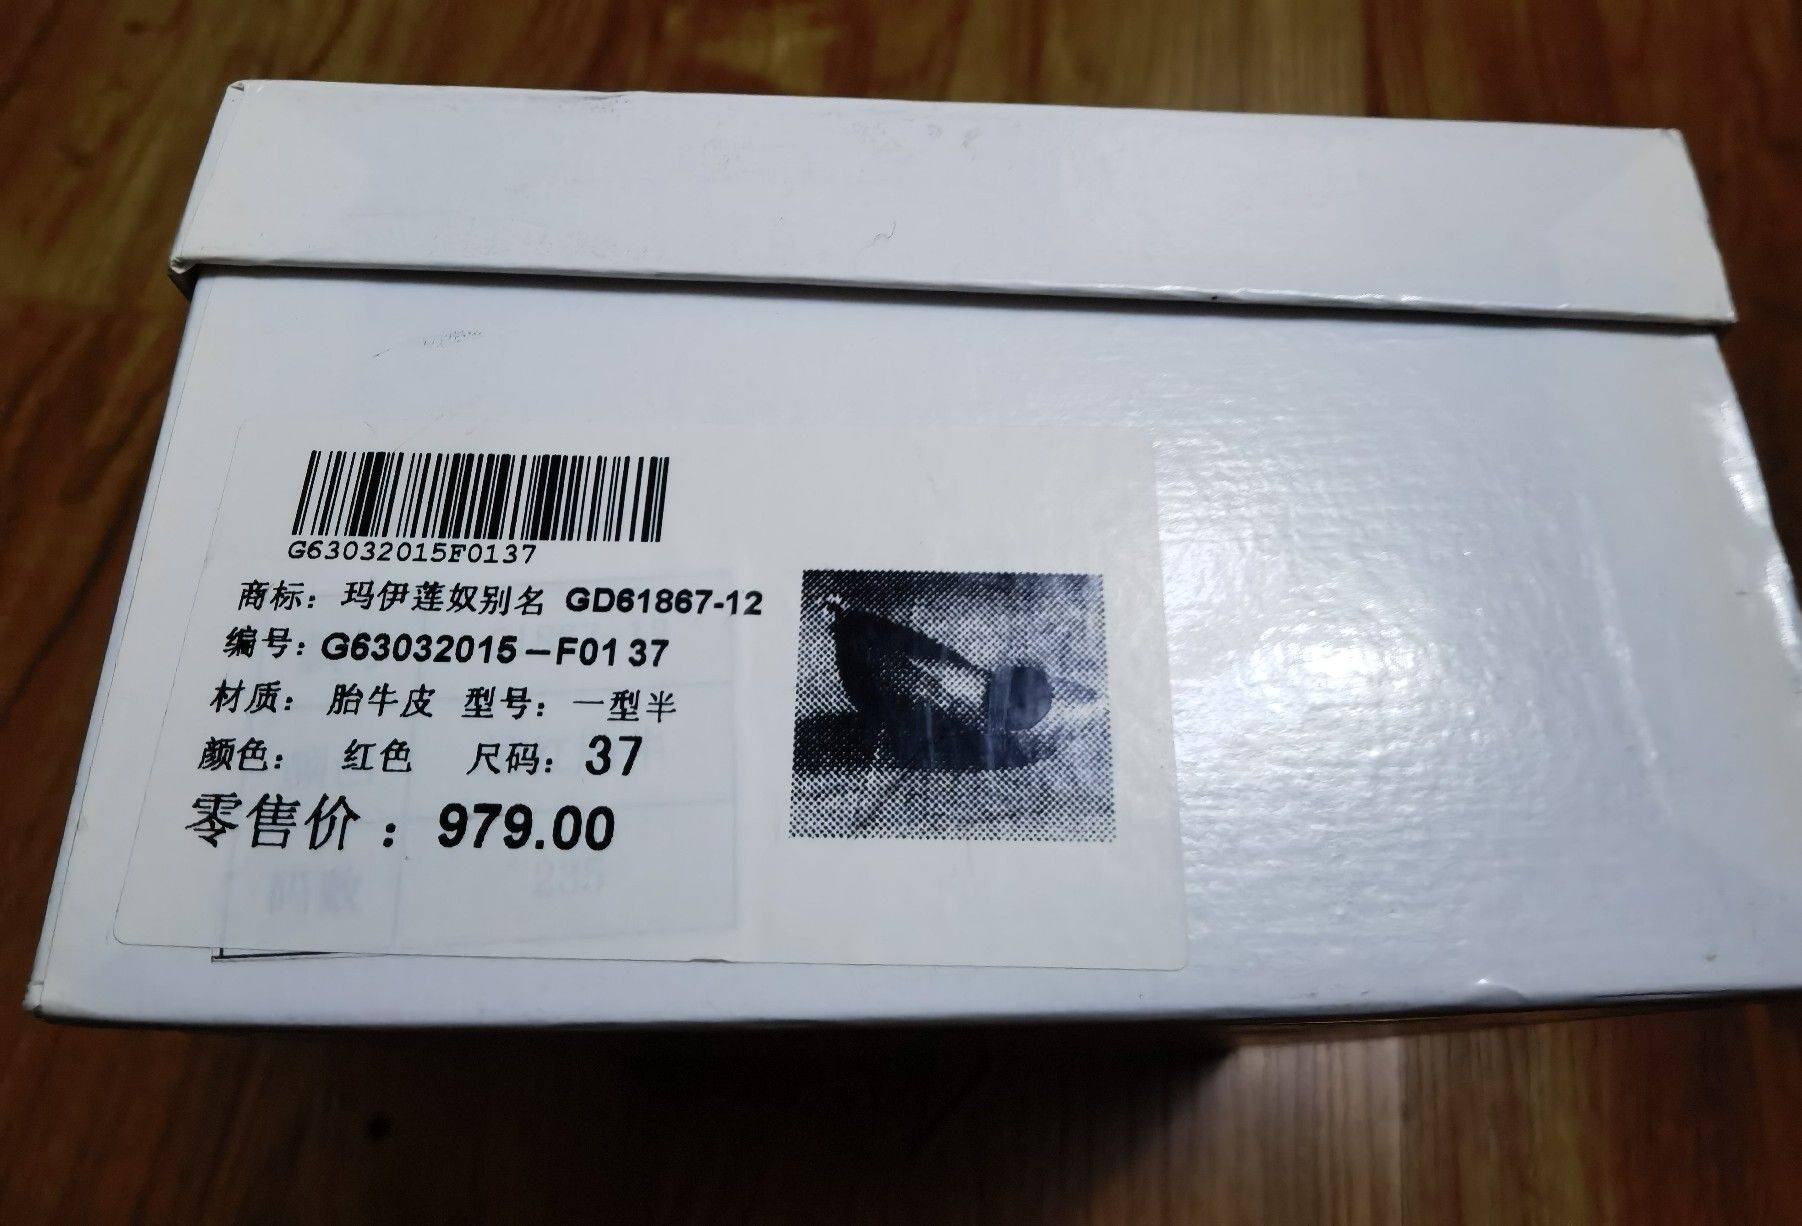 G63032015F0137
商标：玛伊莲奴别名 GD61867-12
编号：G63032015－F01 37
材质： 胎牛皮 型号：一型半
颜色： 红色 尺码：37
零售价：979.00